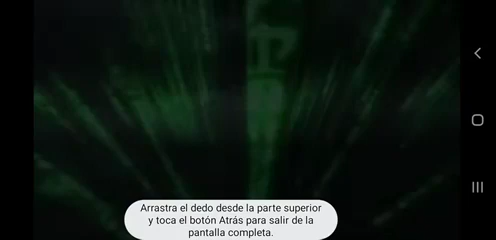 Arrastra el dedo desde la parte superior
y toca el botón Atrás para salir de la
pantalla completa.